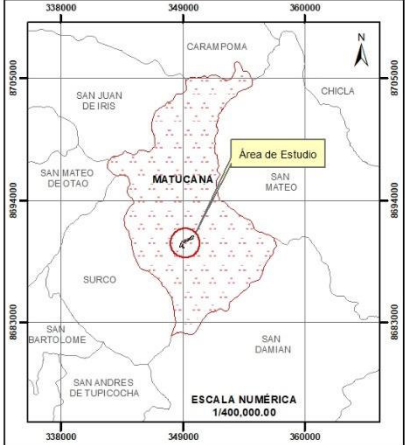 338000
349000
360000
N
CARAMPOMA
8705000
8705000
CHICLA
SAN JUAN
DE IRIS
Área de Estudio
SAN MATEO
DE OTAO
MATUCANA
SAN
MATEO
8694000
8694000
SURCO
8683000
8683000
SAN
BARTOLOME
SAN
DAMIAN
SAN ANDRES
DE TUPICOCHA
ESCALA NUMÉRICA
1/400,000.00
338000
349000
360000